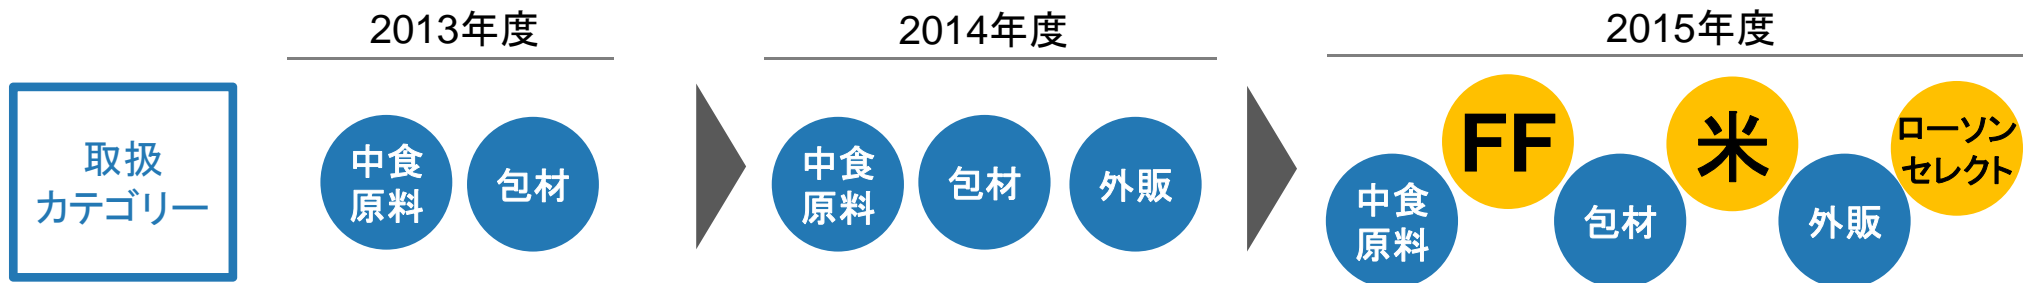 2013年度
2014年度
2015年度
取扱
カテゴリー
中食
原料
包材
中食
原料
包材
外販
中食
原料
FF
包材
米
外販
ローソン
セレクト